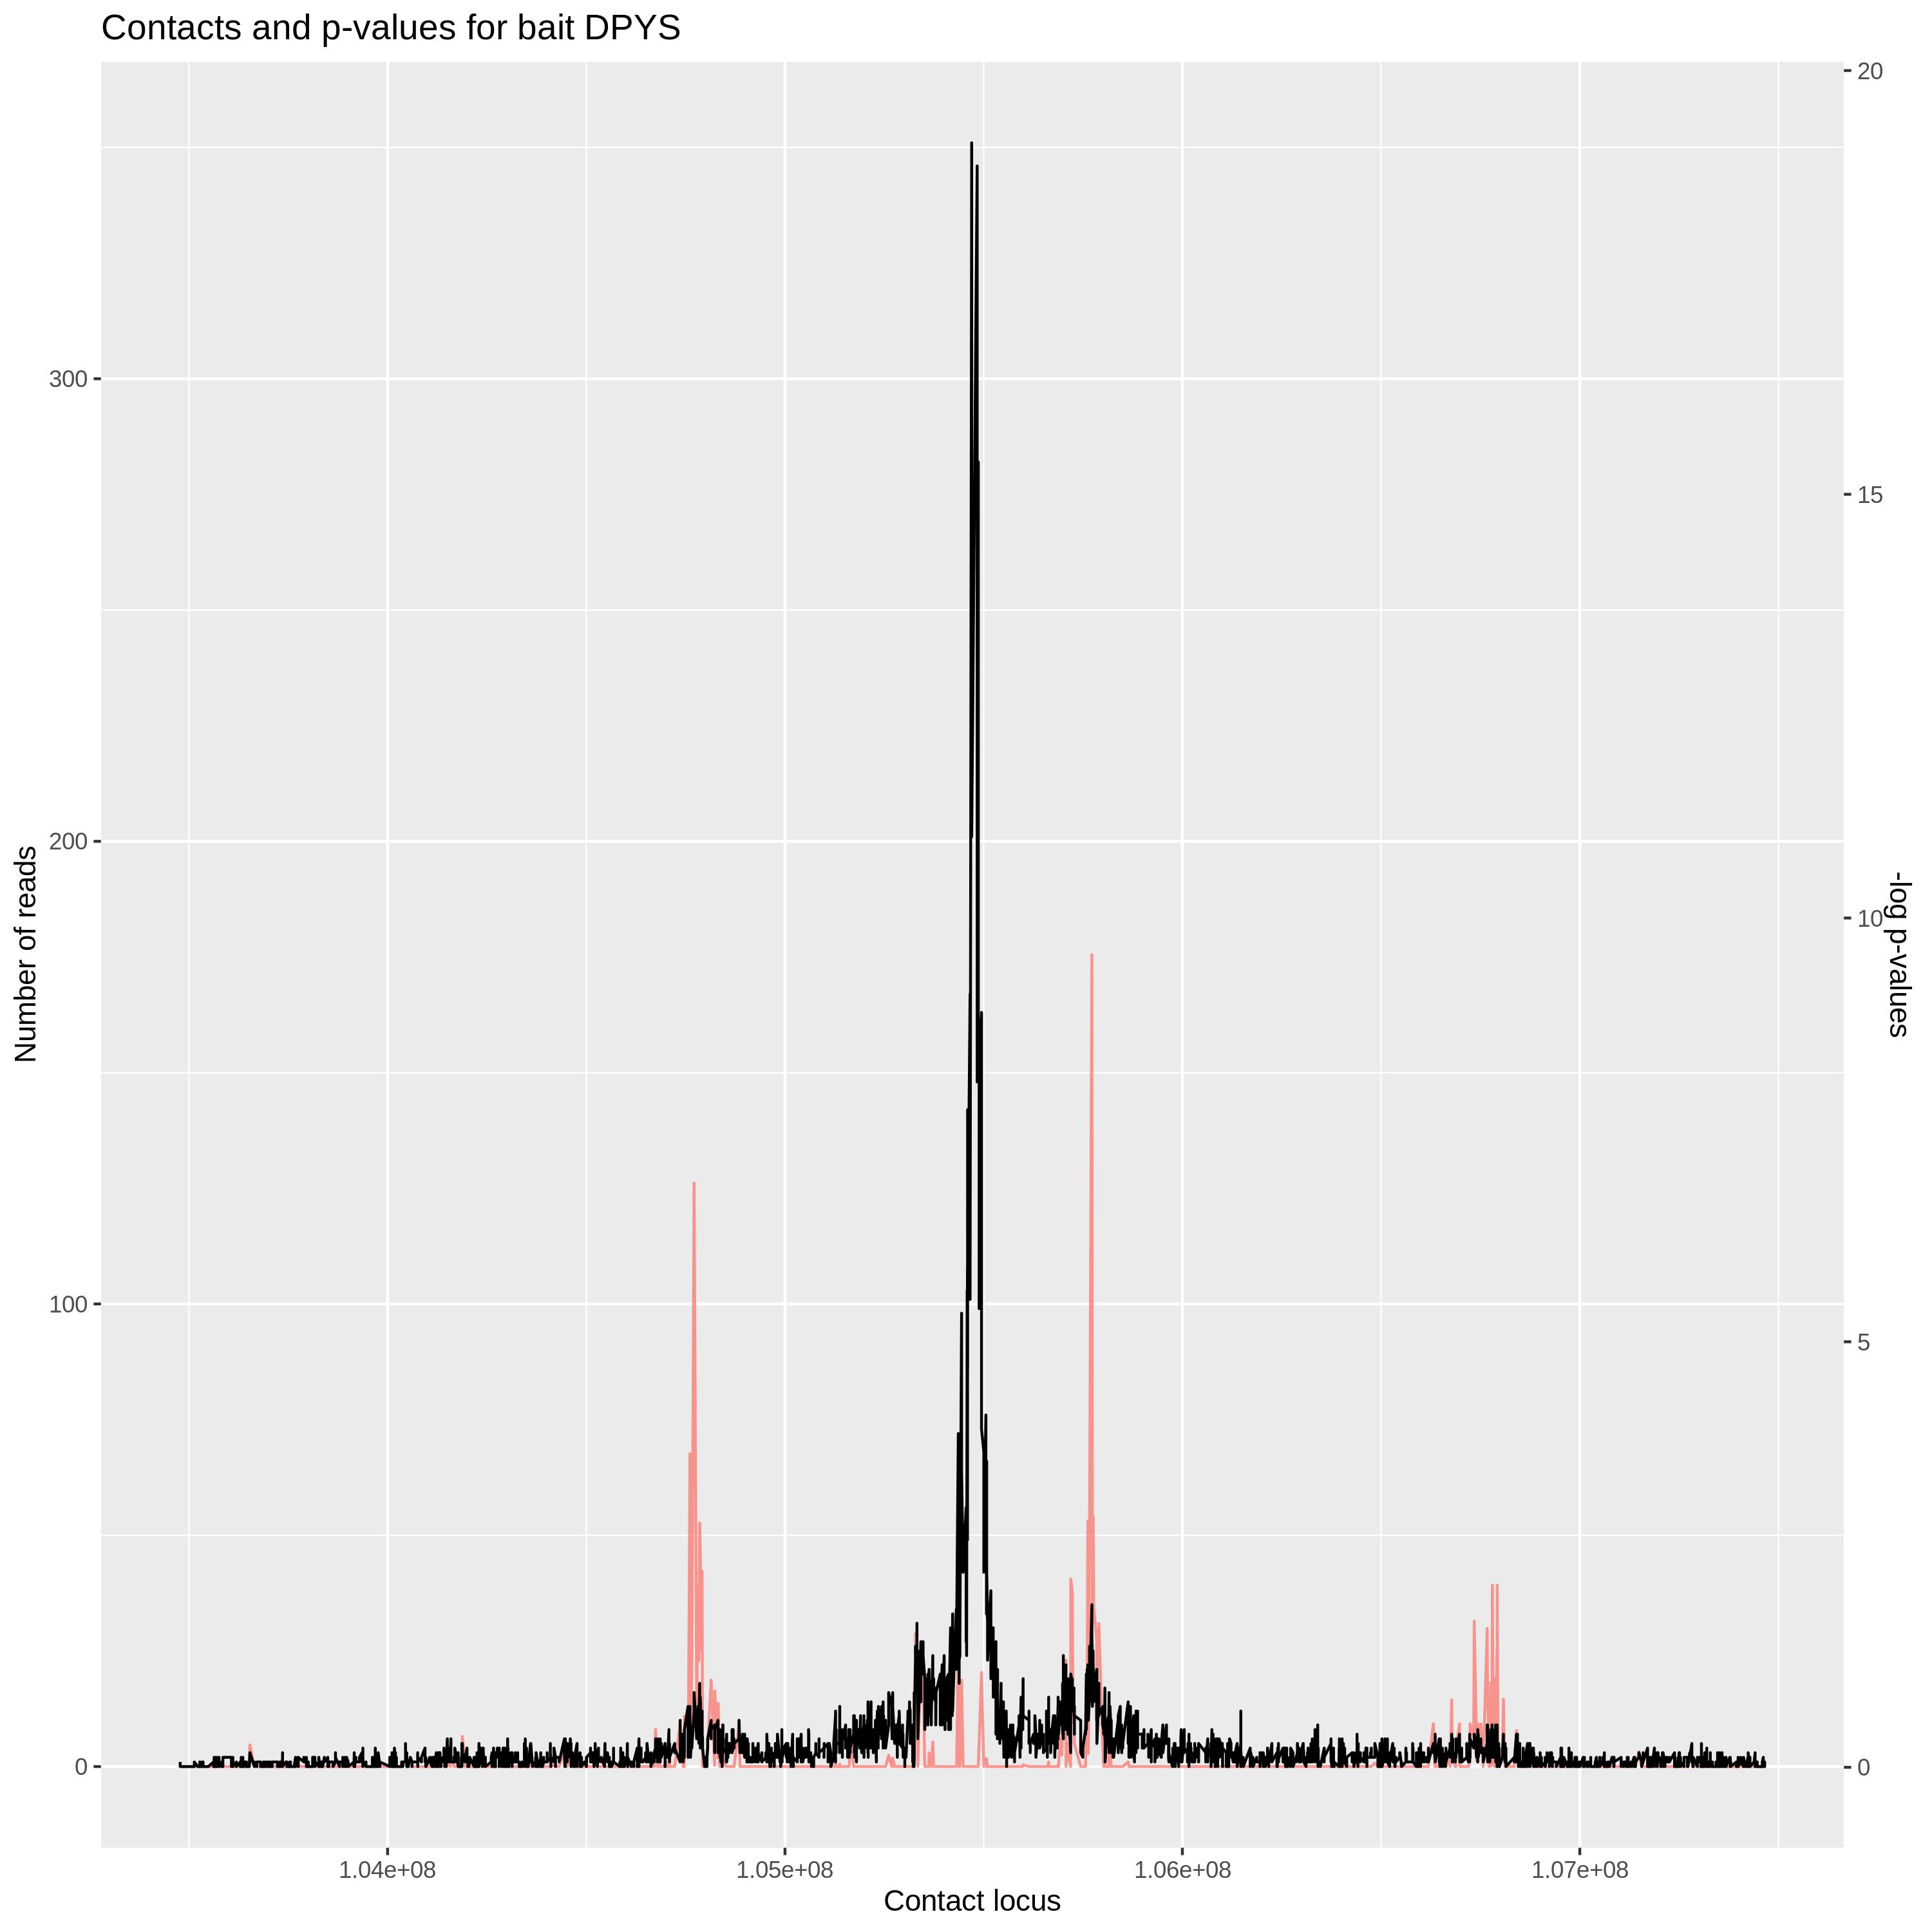 Contacts and p-values for bait DPYS
20
15
10
5
0
-log p-values
300
200
100
0
Number of reads
1.04e+08
1.05e+08
1.06e+08
1.07e+08
Contact locus